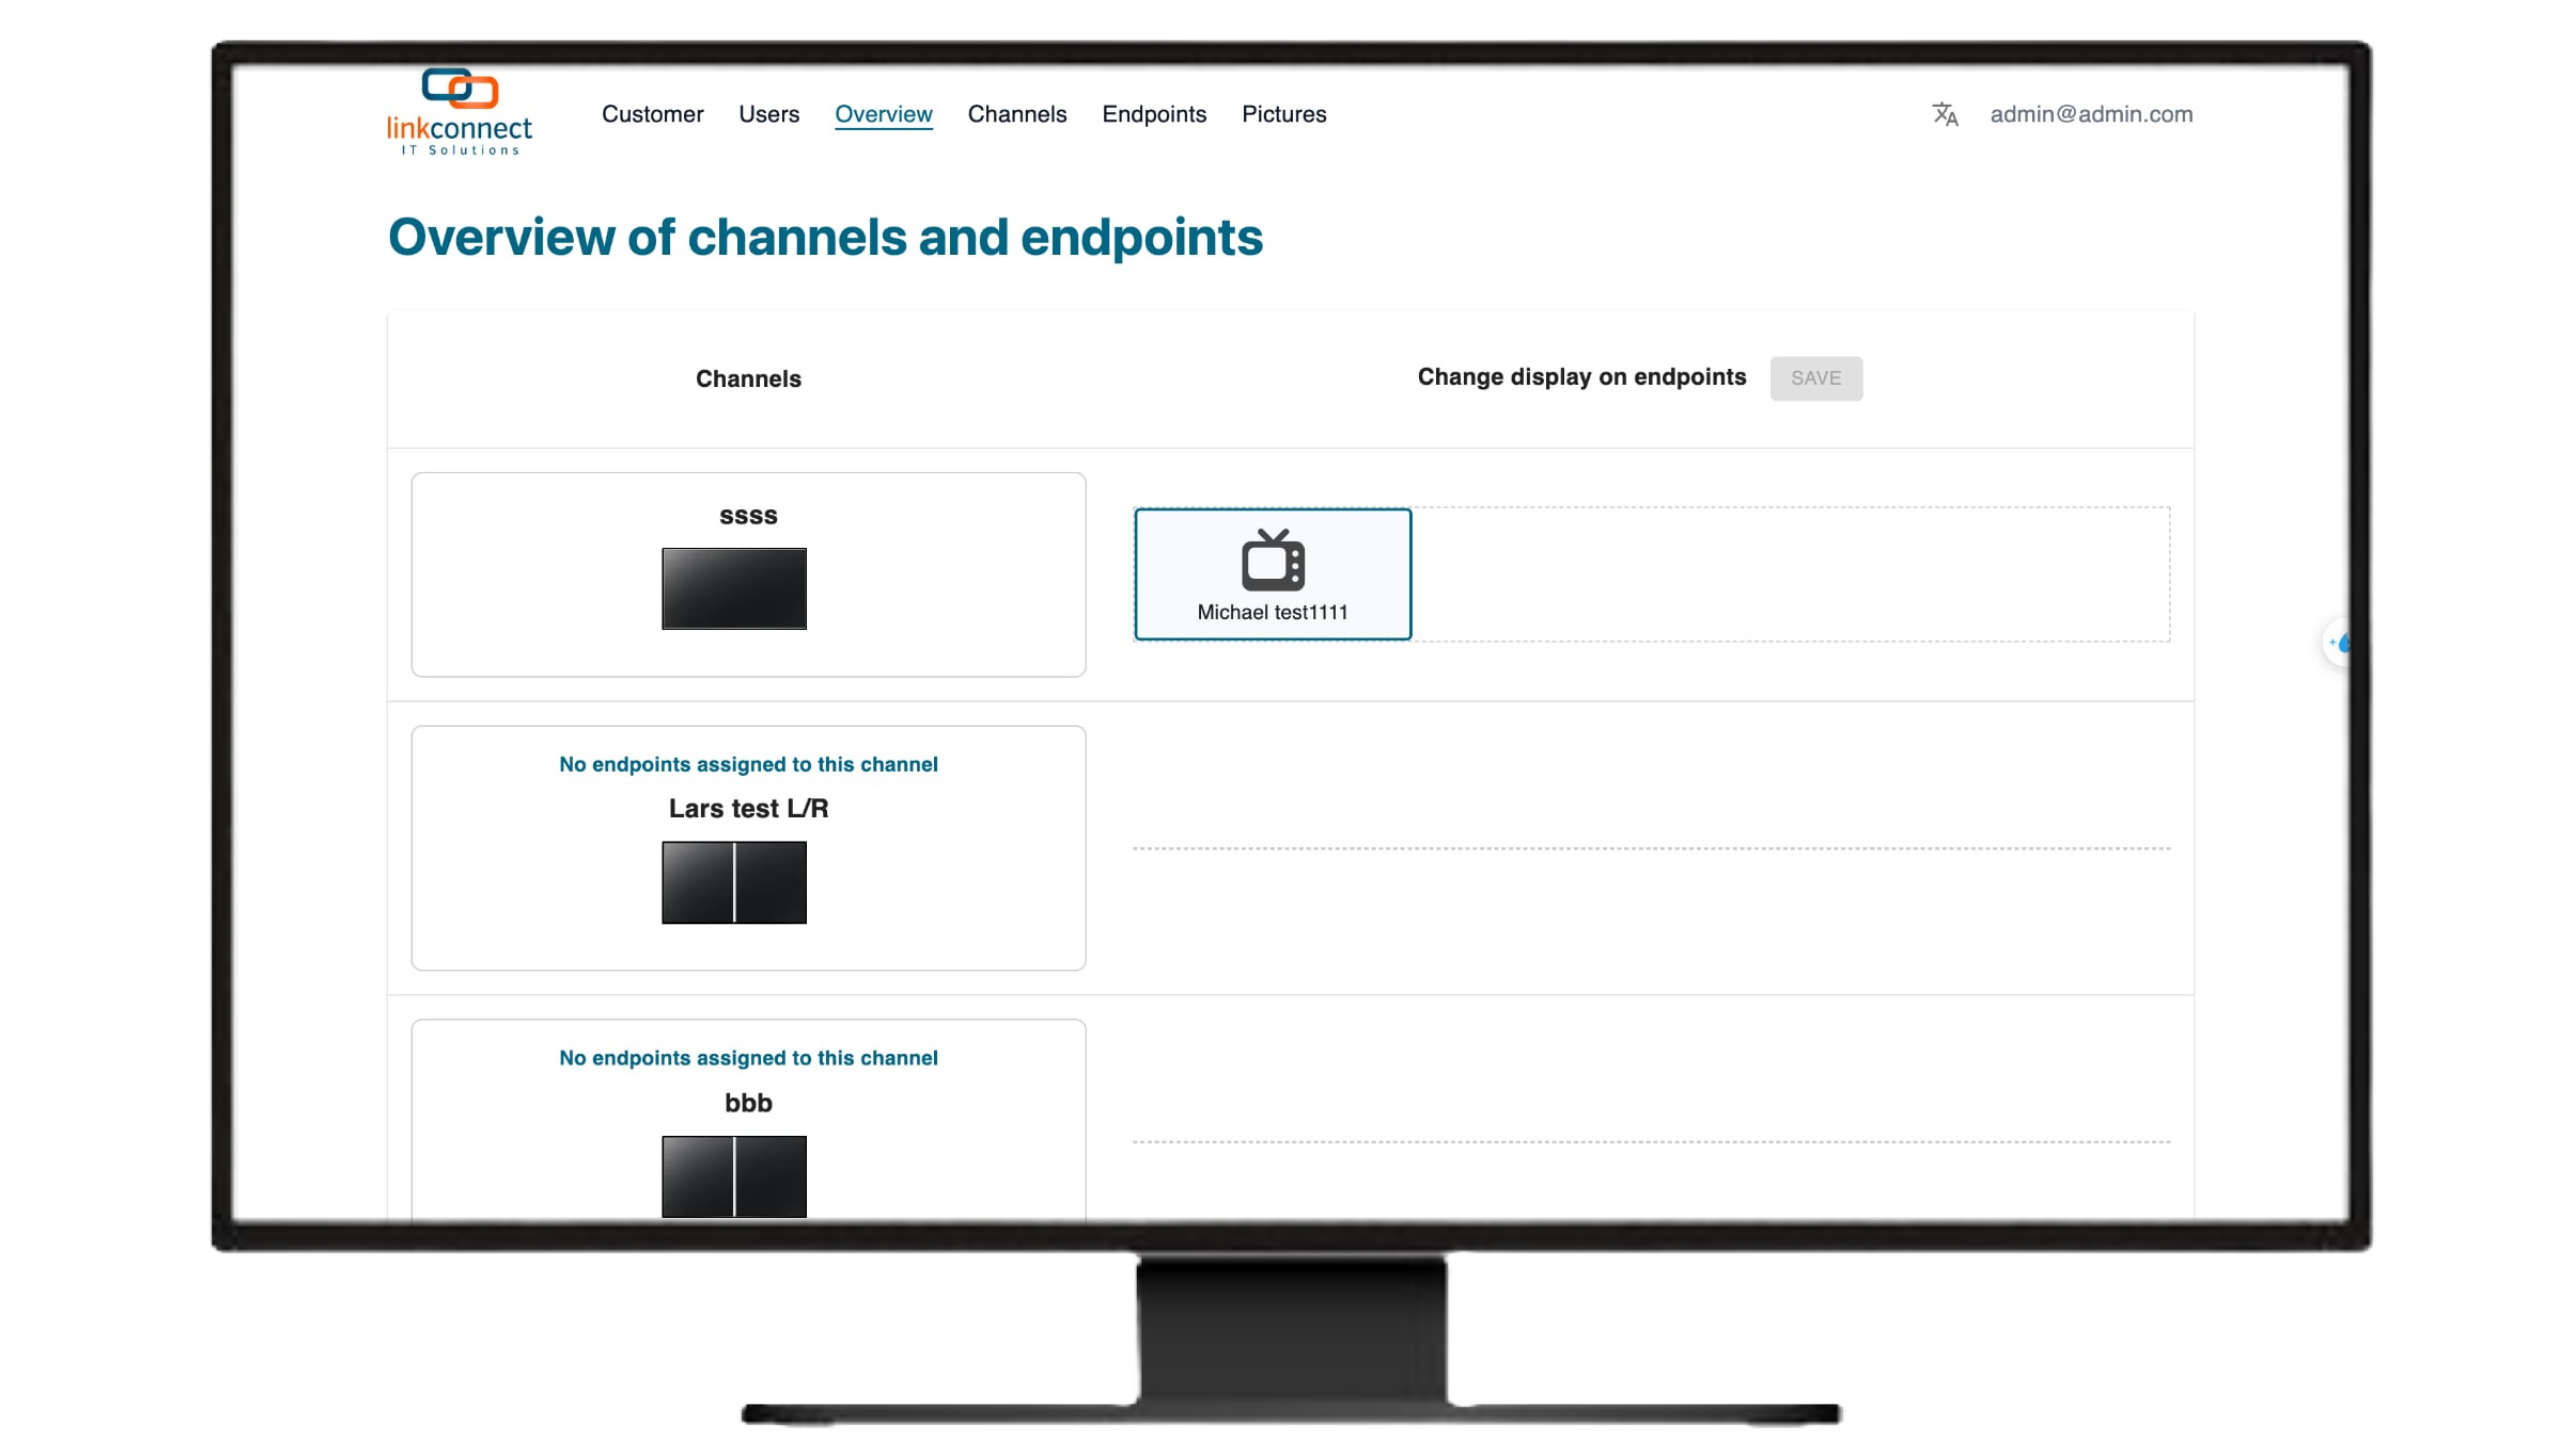 linkconnect
IT Solutions
Customer Users Overview Channels Endpoints Pictures
admin@admin.com
Overview of channels and endpoints
Channels
Change display on endpoints SAVE
ssss
Michael test1111
No endpoints assigned to this channel
Lars test L/R
No endpoints assigned to this channel
bbb